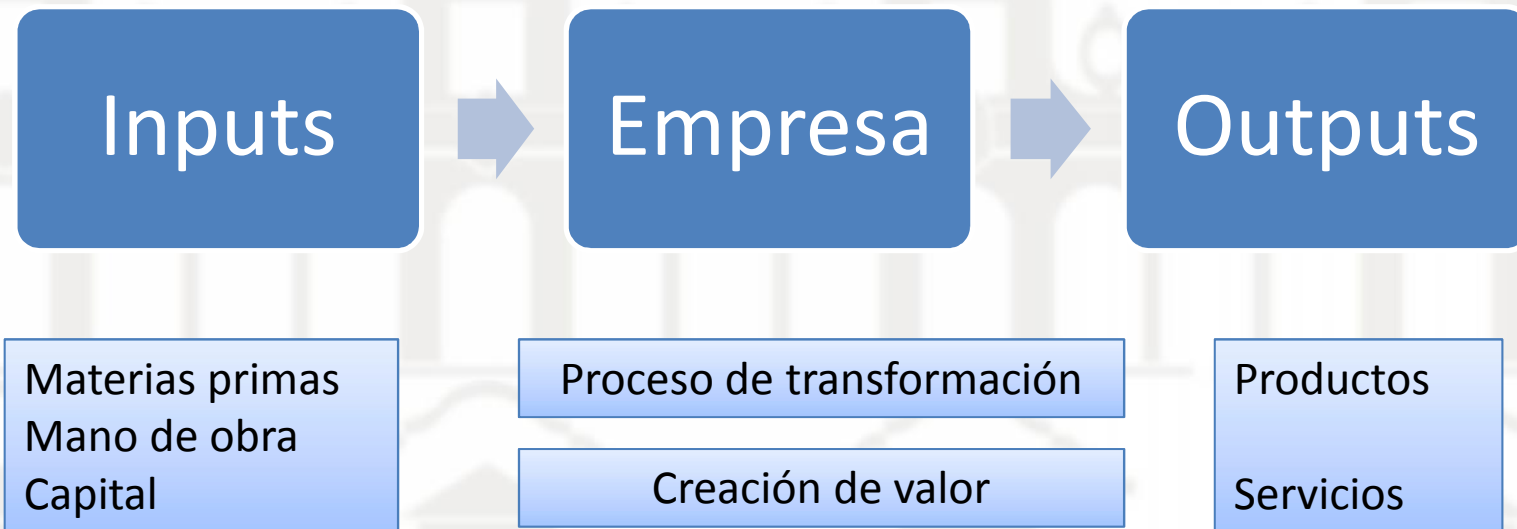 Inputs
Empresa
Outputs
Materias primas
Mano de obra
Capital
Proceso de transformación
Creación de valor
Productos
Servicios